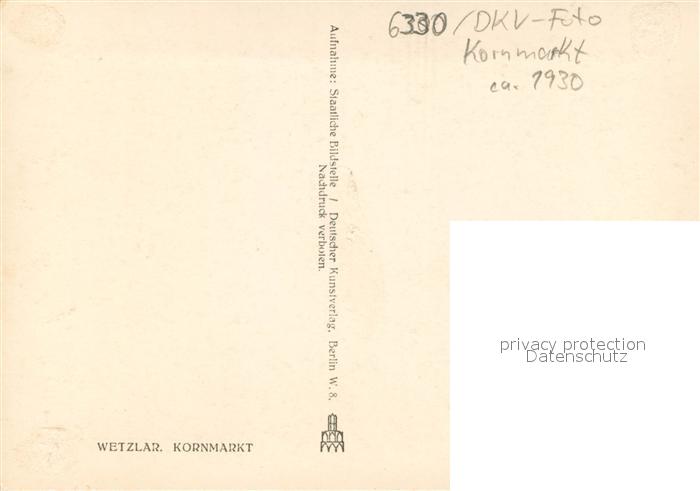 6330/DKV-Foto
Kornmarkt
ca. 1930
Aufnahme: Staatliche Bildstelle / Deutscher Kunstverlag, Berlin W. 8.
Nachdruck verboten.
privacy protection
Datenschutz
WETZLAR. KORNMARKT